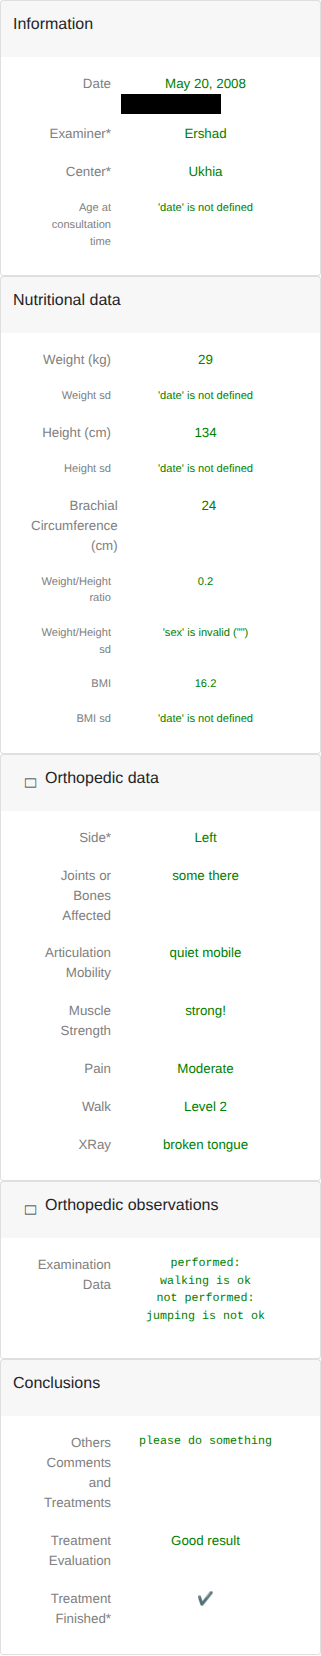 Information
Date May 20, 2008
Examiner* Ershad
Center* Ukhia
Age at 'date' is not defined
consultation
time
Nutritional data
Weight (kg) 29
Weight sd 'date' is not defined
Height (cm) 134
Height sd 'date' is not defined
Brachial 24
Circumference
(cm)
Weight/Height 0.2
ratio
Weight/Height 'sex' is invalid ("")
sd
BMI 16.2
BMI sd 'date' is not defined
Orthopedic data
Side* Left
Joints or some there
Bones
Affected
Articulation quiet mobile
Mobility
Muscle strong!
Strength
Pain Moderate
Walk Level 2
XRay broken tongue
Orthopedic observations
Examination performed:
Data walking is ok
not performed:
jumping is not ok
Conclusions
Others please do something
Comments
and
Treatments
Treatment Good result
Evaluation
Treatment ✔
Finished*